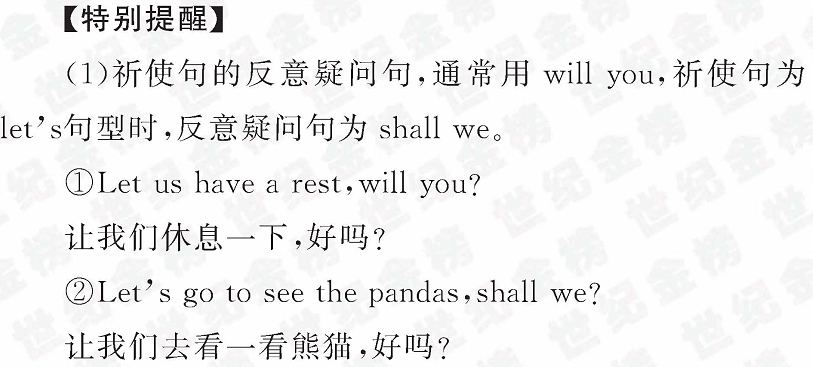 【特别提醒】
(1)祈使句的反意疑问句,通常用 will you,祈使句为
let's句型时,反意疑问句为 shall we。
①Let us have a rest,will you?
让我们休息一下,好吗?
②Let's go to see the pandas,shall we?
让我们去看一看熊猫,好吗?